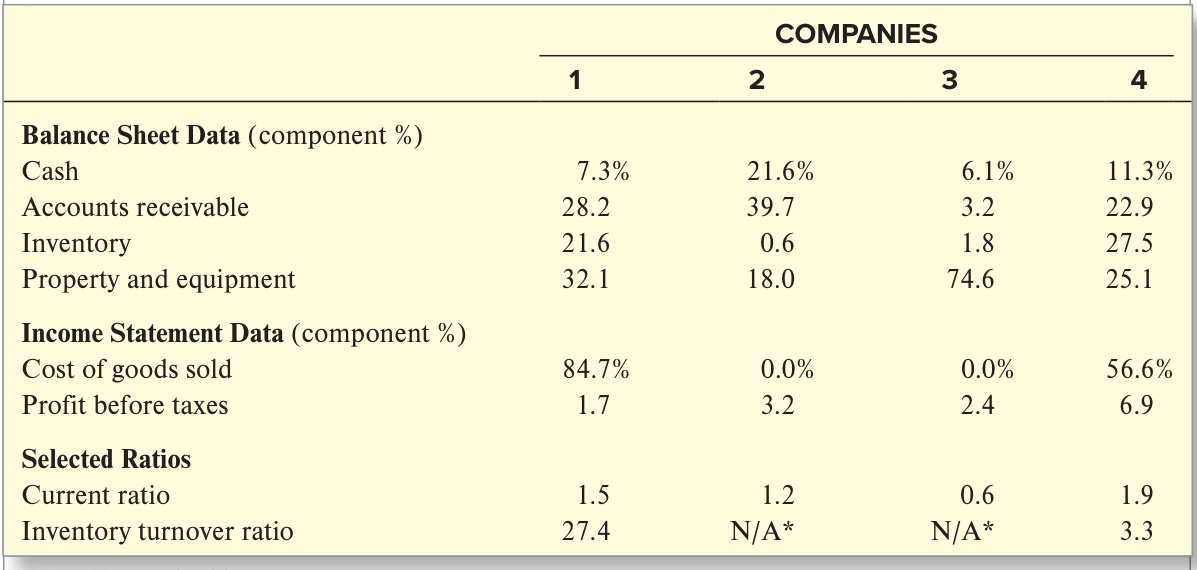 COMPANIES
1 2 3 4
Balance Sheet Data (component %)
Cash 7.3% 21.6% 6.1% 11.3%
Accounts receivable 28.2 39.7 3.2 22.9
Inventory 21.6 0.6 1.8 27.5
Property and equipment 32.1 18.0 74.6 25.1
Income Statement Data (component %)
Cost of goods sold 84.7% 0.0% 0.0% 56.6%
Profit before taxes 1.7 3.2 2.4 6.9
Selected Ratios
Current ratio 1.5 1.2 0.6 1.9
Inventory turnover ratio 27.4 N/A* N/A* 3.3